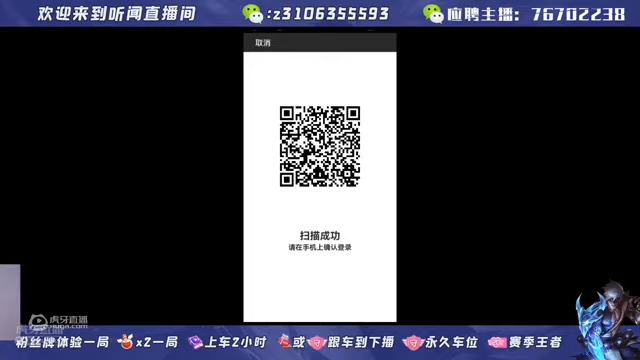 欢迎来到听闻直播间
:z3106355593
应聘主播: 76702238
取消
扫描成功
请在手机上确认登录
虎牙直播
粉丝牌体验一局 x2一局 上车2小时 或 跟车到下播 永久车位 赛季王者